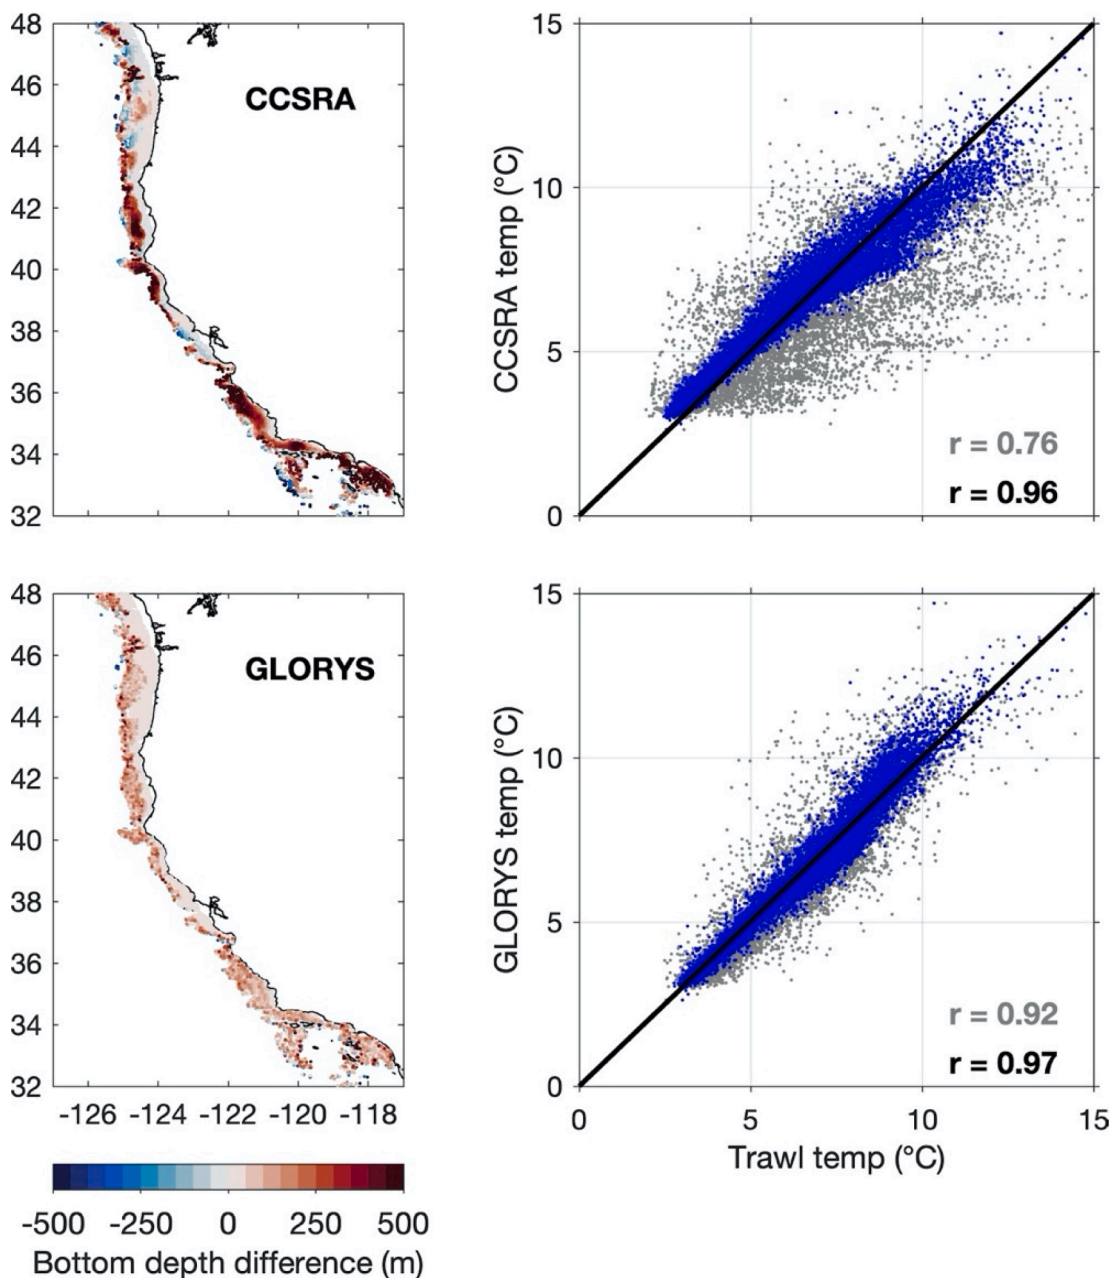 48
46
44
42
40
38
36
34
32
CCSRA
15
10
5
0
CCSRA temp (°C)
r = 0.76
r = 0.96
48
46
44
42
40
38
36
34
32
GLORYS
-126 -124 -122 -120 -118
15
10
5
0
GLORYS temp (°C)
r = 0.92
r = 0.97
0 5 10 15
Trawl temp (°C)
-500 -250 0 250 500
Bottom depth difference (m)